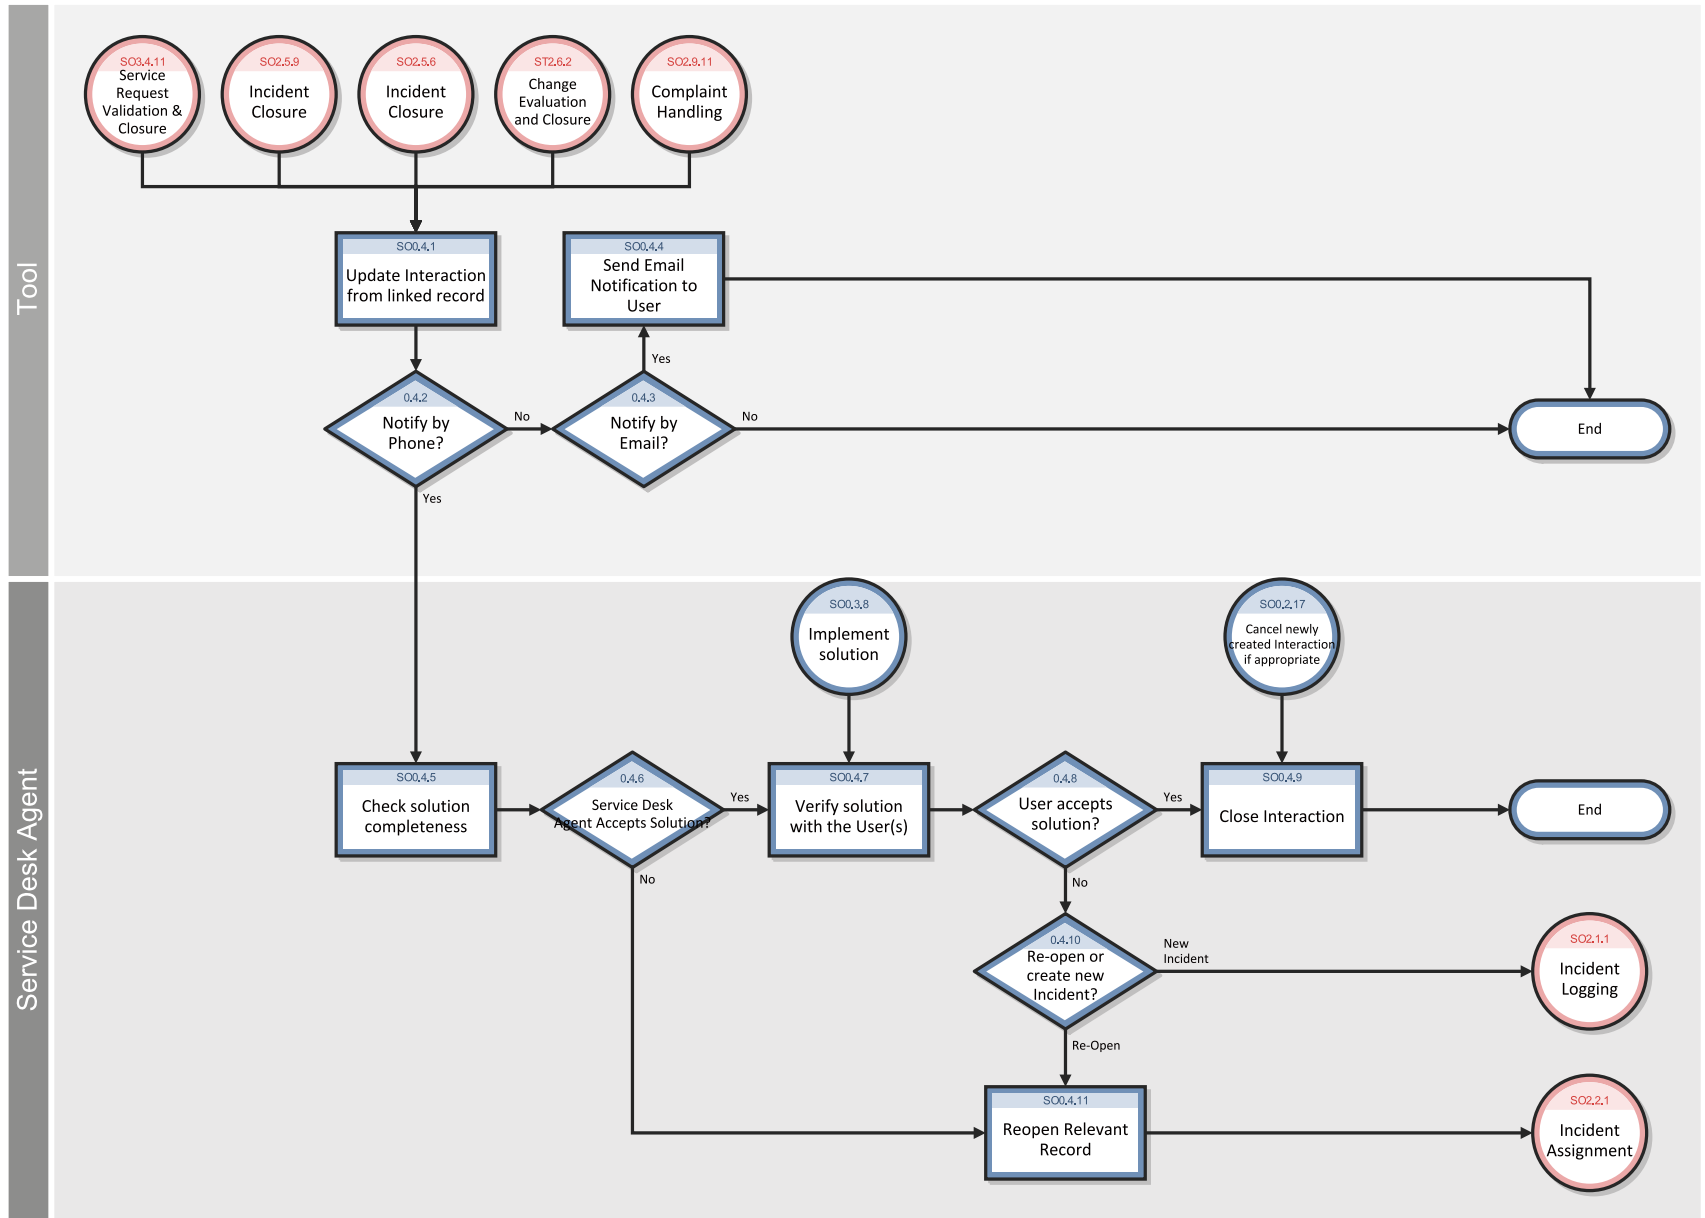 Tool
SO3.4.11
Service
Request
Validation &
Closure
SO2.5.9
Incident
Closure
SO2.5.6
Incident
Closure
ST2.6.2
Change
Evaluation
and Closure
SO2.9.11
Complaint
Handling
SO0.4.1
Update Interaction
from linked record
SO0.4.4
Send Email
Notification to
User
Yes
0.4.2
Notify by
Phone?
No
0.4.3
Notify by
Email?
No
End
Yes
Service Desk Agent
SO0.3.8
Implement
solution
SO0.2.17
Cancel newly
created Interaction
if appropriate
SO0.4.5
Check solution
completeness
0.4.6
Service Desk
Agent Accepts Solution?
Yes
SO0.4.7
Verify solution
with the User(s)
0.4.8
User accepts
solution?
Yes
SO0.4.9
Close Interaction
End
No
No
0.4.10
Re-open or
create new
Incident?
New
Incident
SO2.1.1
Incident
Logging
Re-Open
SO0.4.11
Reopen Relevant
Record
SO2.2.1
Incident
Assignment